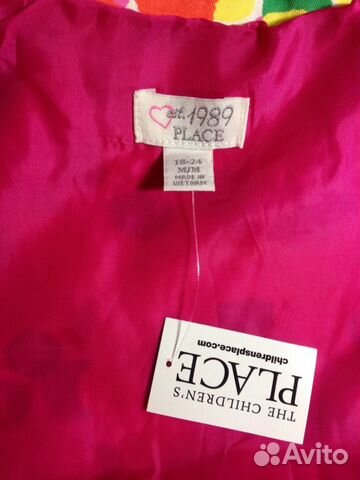 est. 1989
PLACE
18-24
M/M
MADE IN
VIETNAM
THE CHILDREN'S
PLACE
childrensplace.com
Avito